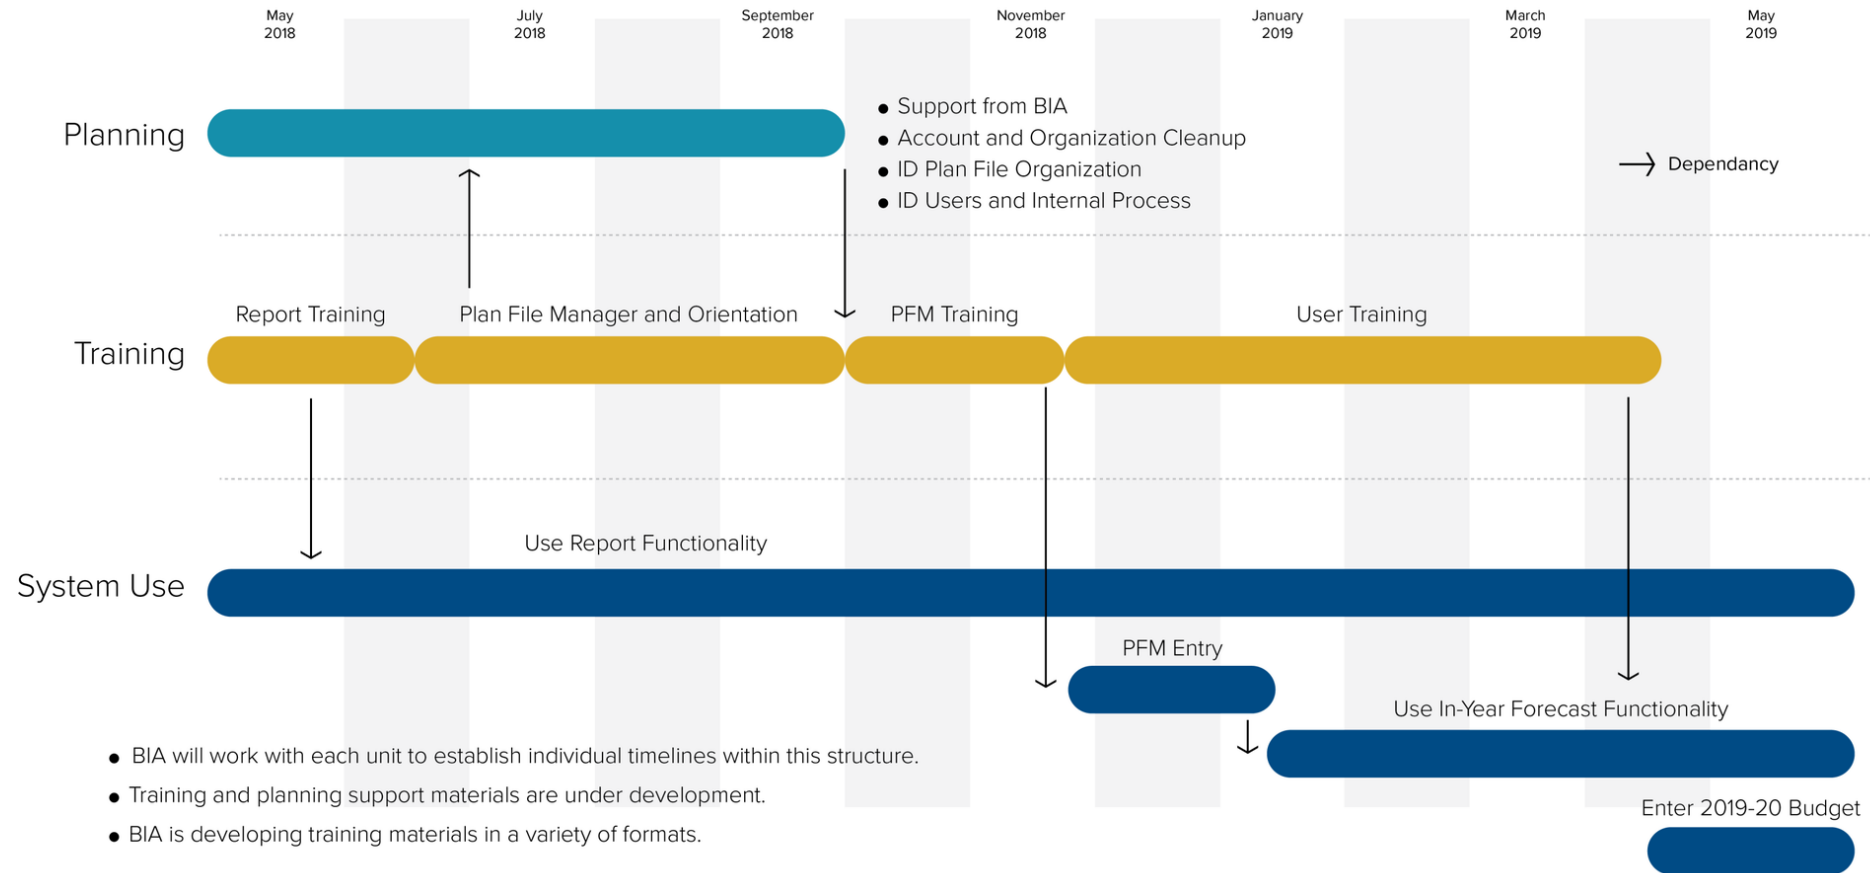 May
2018
July
2018
September
2018
November
2018
January
2019
March
2019
May
2019
Planning
● Support from BIA
● Account and Organization Cleanup
● ID Plan File Organization
● ID Users and Internal Process
Dependancy
Report Training
Plan File Manager and Orientation
PFM Training
User Training
Training
Use Report Functionality
System Use
PFM Entry
Use In-Year Forecast Functionality
● BIA will work with each unit to establish individual timelines within this structure.
● Training and planning support materials are under development.
● BIA is developing training materials in a variety of formats.
Enter 2019-20 Budget